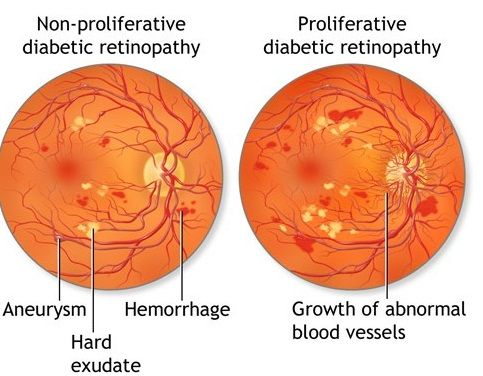 Non-proliferative
diabetic retinopathy
Proliferative
diabetic retinopathy
Aneurysm
Hard
exudate
Hemorrhage
Growth of abnormal
blood vessels